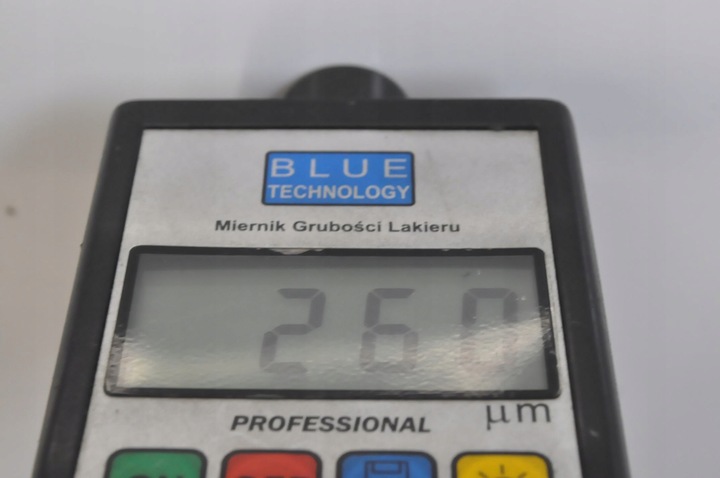 BLUE
TECHNOLOGY
Miernik Grubości Lakieru
260
PROFESSIONAL
µm